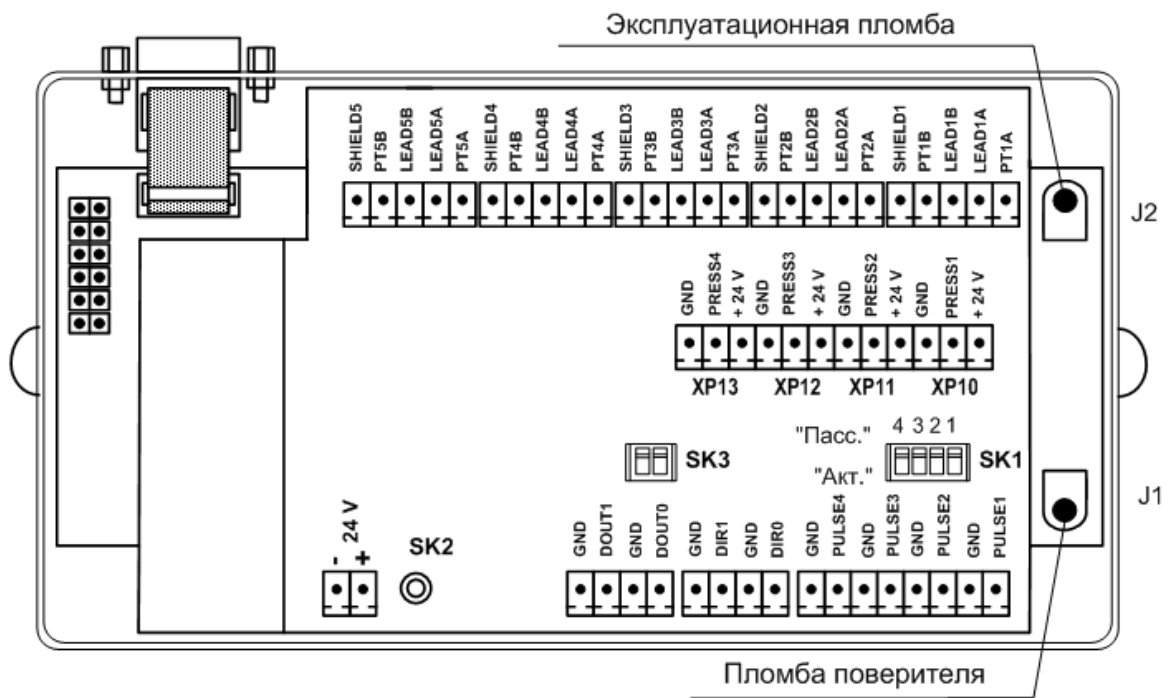 Эксплуатационная пломба
SHIELD5 PT5B LEAD5B LEAD5A PT5A SHIELD4 PT4B LEAD4B LEAD4A PT4A SHIELD3 PT3B LEAD3B LEAD3A PT3A SHIELD2 PT2B LEAD2B LEAD2A PT2A SHIELD1 PT1B LEAD1B LEAD1A PT1A
J2
GND PRESS4 + 24 V GND PRESS3 + 24 V GND PRESS2 + 24 V GND PRESS1 + 24 V
XP13 XP12 XP11 XP10
"Пасс." 4 3 2 1
SK3 SK1
"Акт."
J1
- + 24 V
SK2
GND DOUT1 GND DOUT0 GND DIR1 GND DIR0 GND PULSE4 GND PULSE3 GND PULSE2 GND PULSE1
Пломба поверителя